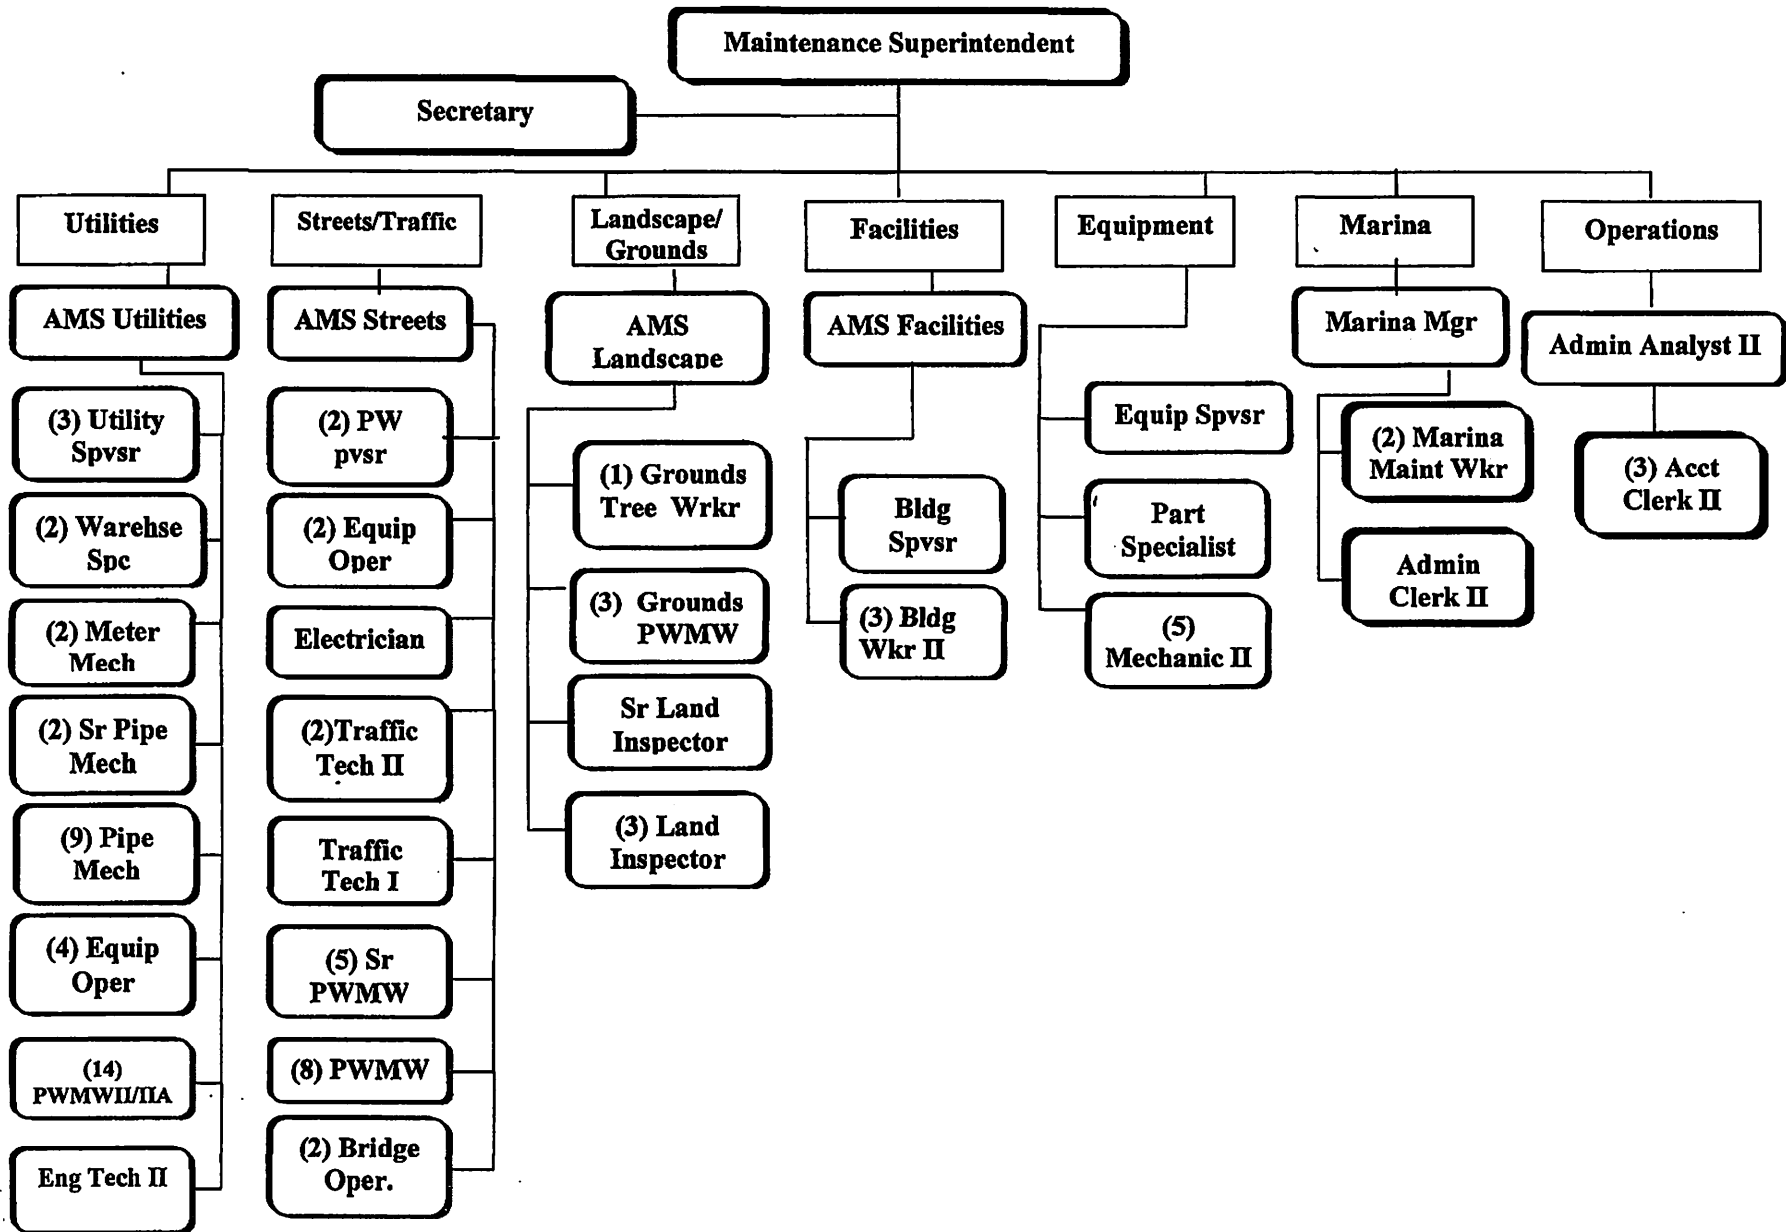 Maintenance Superintendent
Secretary
Utilities
Streets/Traffic
Landscape/
Grounds
Facilities
Equipment
Marina
Operations
AMS Utilities
(3) Utility
Spvsr
(2) Warehse
Spc
(2) Meter
Mech
(2) Sr Pipe
Mech
(9) Pipe
Mech
(4) Equip
Oper
(14)
PWMWII/IIA
Eng Tech II
AMS Streets
(2) PW
pvsr
(2) Equip
Oper
Electrician
(2)Traffic
Tech II
Traffic
Tech I
(5) Sr
PWMW
(8) PWMW
(2) Bridge
Oper.
AMS
Landscape
(1) Grounds
Tree Wrkr
(3) Grounds
PWMW
Sr Land
Inspector
(3) Land
Inspector
AMS Facilities
Bldg
Spvsr
(3) Bldg
Wkr II
Equip Spvsr
Part
Specialist
(5)
Mechanic II
Marina Mgr
(2) Marina
Maint Wkr
Admin
Clerk II
Admin Analyst II
(3) Acct
Clerk II